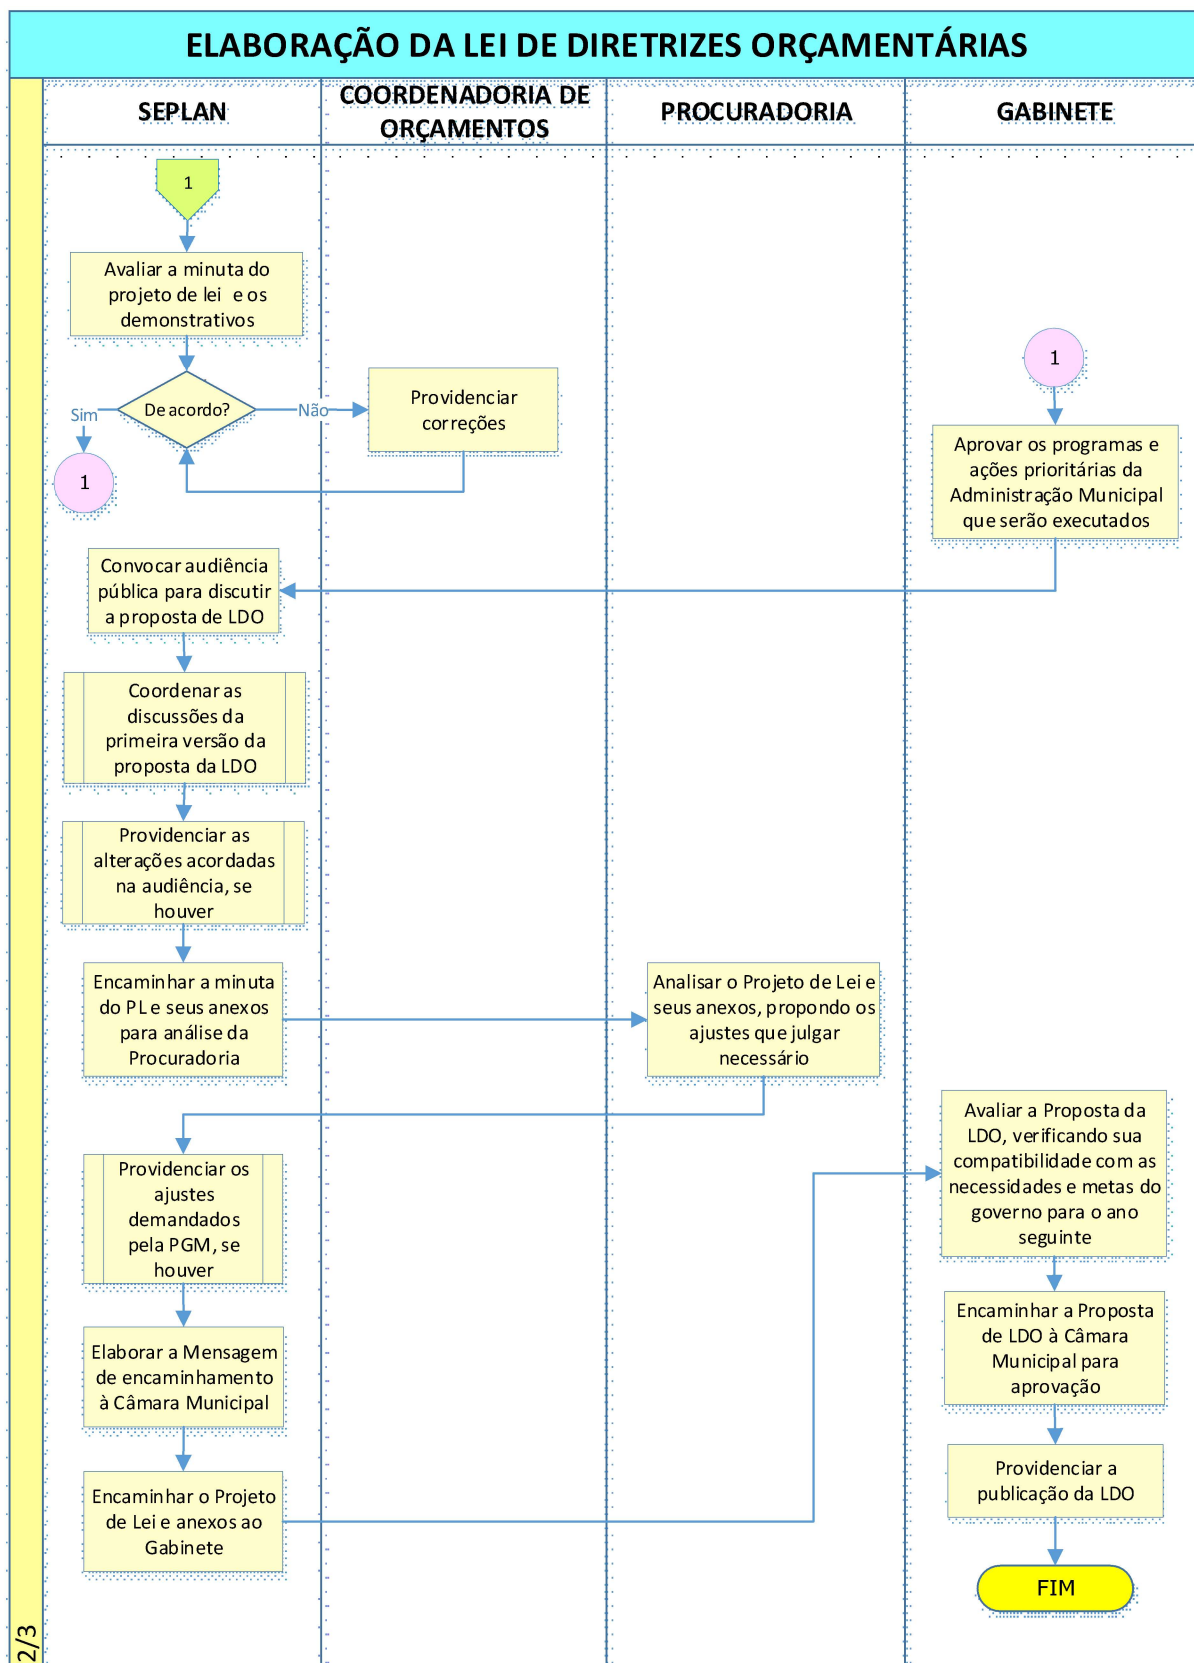 ELABORAÇÃO DA LEI DE DIRETRIZES ORÇAMENTÁRIAS
SEPLAN
COORDENADORIA DE
ORÇAMENTOS
PROCURADORIA
GABINETE
1
Avaliar a minuta do
projeto de lei e os
demonstrativos
De acordo?
Sim
Não
1
Providenciar
correções
1
Aprovar os programas e
ações prioritárias da
Administração Municipal
que serão executados
Convocar audiência
pública para discutir
a proposta de LDO
Coordenar as
discussões da
primeira versão da
proposta da LDO
Providenciar as
alterações acordadas
na audiência, se
houver
Encaminhar a minuta
do PL e seus anexos
para análise da
Procuradoria
Analisar o Projeto de Lei e
seus anexos, propondo os
ajustes que julgar
necessário
Providenciar os
ajustes
demandados
pela PGM, se
houver
Elaborar a Mensagem
de encaminhamento
à Câmara Municipal
Encaminhar o Projeto
de Lei e anexos ao
Gabinete
Avaliar a Proposta da
LDO, verificando sua
compatibilidade com as
necessidades e metas do
governo para o ano
seguinte
Encaminhar a Proposta
de LDO à Câmara
Municipal para
aprovação
Providenciar a
publicação da LDO
FIM
2/3